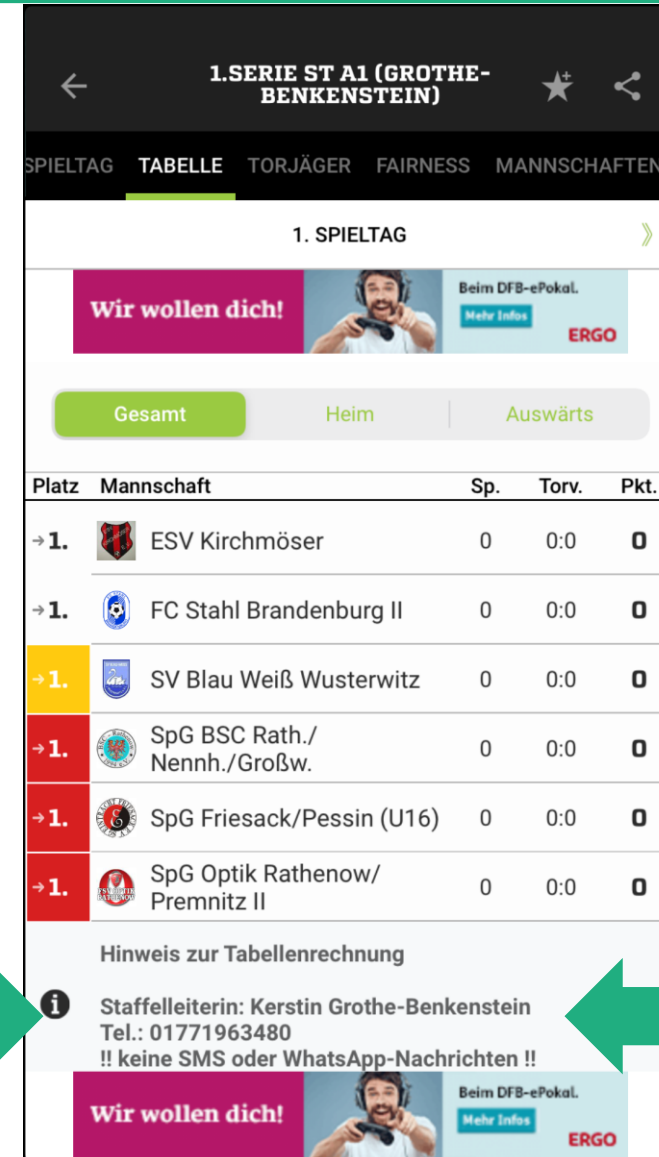 1.SERIE ST A1 (GROTHE-
BENKENSTEIN)
SPIELTAG TABELLE TORJÄGER FAIRNESS MANNSCHAFTEN
1. SPIELTAG
Wir wollen dich!
Beim DFB-ePokal.
Mehr Infos
ERGO
Gesamt Heim Auswärts
Platz Mannschaft Sp. Torv. Pkt.
→1. ESV Kirchmöser 0 0:0 0
→1. FC Stahl Brandenburg II 0 0:0 0
→1. SV Blau Weiß Wusterwitz 0 0:0 0
→1. SpG BSC Rath./
Nennh./Großw. 0 0:0 0
→1. SpG Friesack/Pessin (U16) 0 0:0 0
→1. SpG Optik Rathenow/
Premnitz II 0 0:0 0
Hinweis zur Tabellenrechnung
Staffelleiterin: Kerstin Grothe-Benkenstein
Tel.: 01771963480
!! keine SMS oder WhatsApp-Nachrichten !!
Wir wollen dich!
Beim DFB-ePokal.
Mehr Infos
ERGO